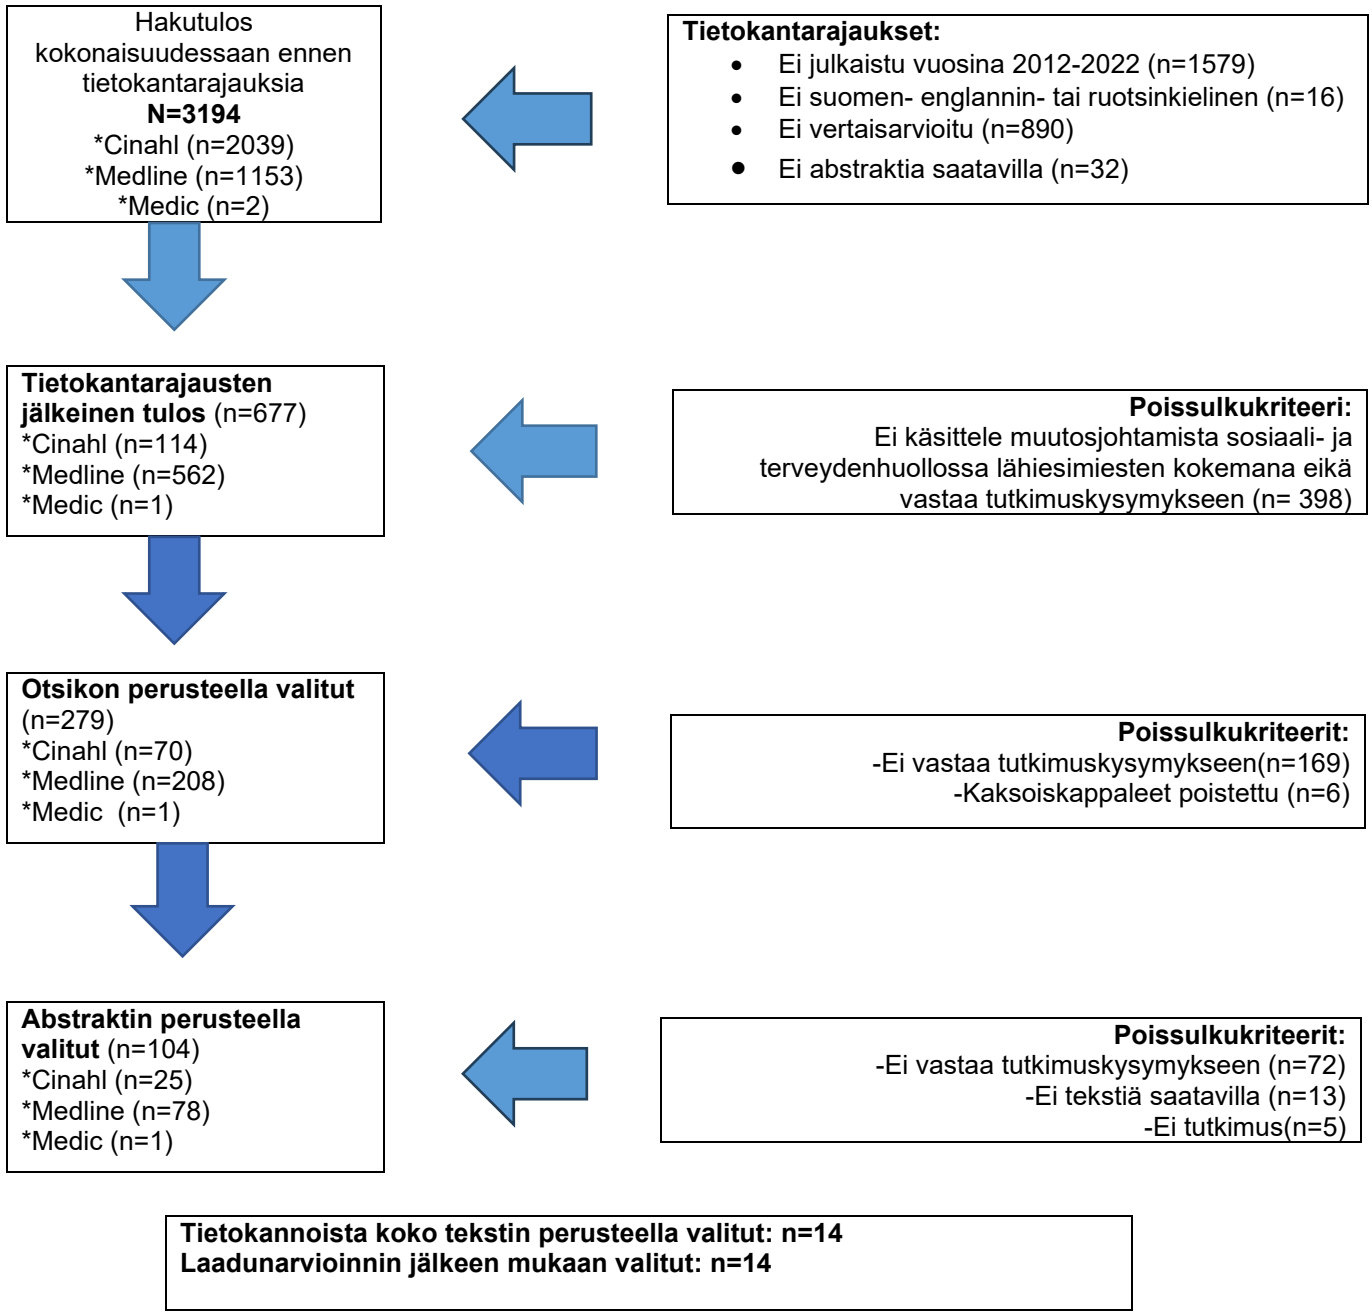 Hakutulos
kokonaisuudessaan ennen
tietokantarajauksia
N=3194
*Cinahl (n=2039)
*Medline (n=1153)
*Medic (n=2)
Tietokantarajaukset:
• Ei julkaistu vuosina 2012-2022 (n=1579)
• Ei suomen- englannin- tai ruotsinkielinen (n=16)
• Ei vertaisarvioitu (n=890)
• Ei abstraktia saatavilla (n=32)
Tietokantarajausten
jälkeinen tulos (n=677)
*Cinahl (n=114)
*Medline (n=562)
*Medic (n=1)
Poissulkukriteeri:
Ei käsittele muutosjohtamista sosiaali- ja
terveydenhuollossa lähiesimiesten kokemana eikä
vastaa tutkimuskysymykseen (n= 398)
Otsikon perusteella valitut
(n=279)
*Cinahl (n=70)
*Medline (n=208)
*Medic  (n=1)
Poissulkukriteerit:
-Ei vastaa tutkimuskysymykseen(n=169)
-Kaksoiskappaleet poistettu (n=6)
Abstraktin perusteella
valitut (n=104)
*Cinahl (n=25)
*Medline (n=78)
*Medic (n=1)
Poissulkukriteerit:
-Ei vastaa tutkimuskysymykseen (n=72)
-Ei tekstiä saatavilla (n=13)
-Ei tutkimus(n=5)
Tietokannoista koko tekstin perusteella valitut: n=14
Laadunarvioinnin jälkeen mukaan valitut: n=14